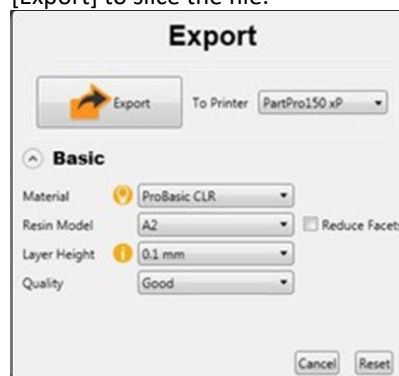 [Export] to slice the file.
Export
Export To Printer PartPro150 xP
Basic
Material ProBasic CLR
Resin Model A2 Reduce Facets
Layer Height 0.1 mm
Quality Good
Cancel Reset